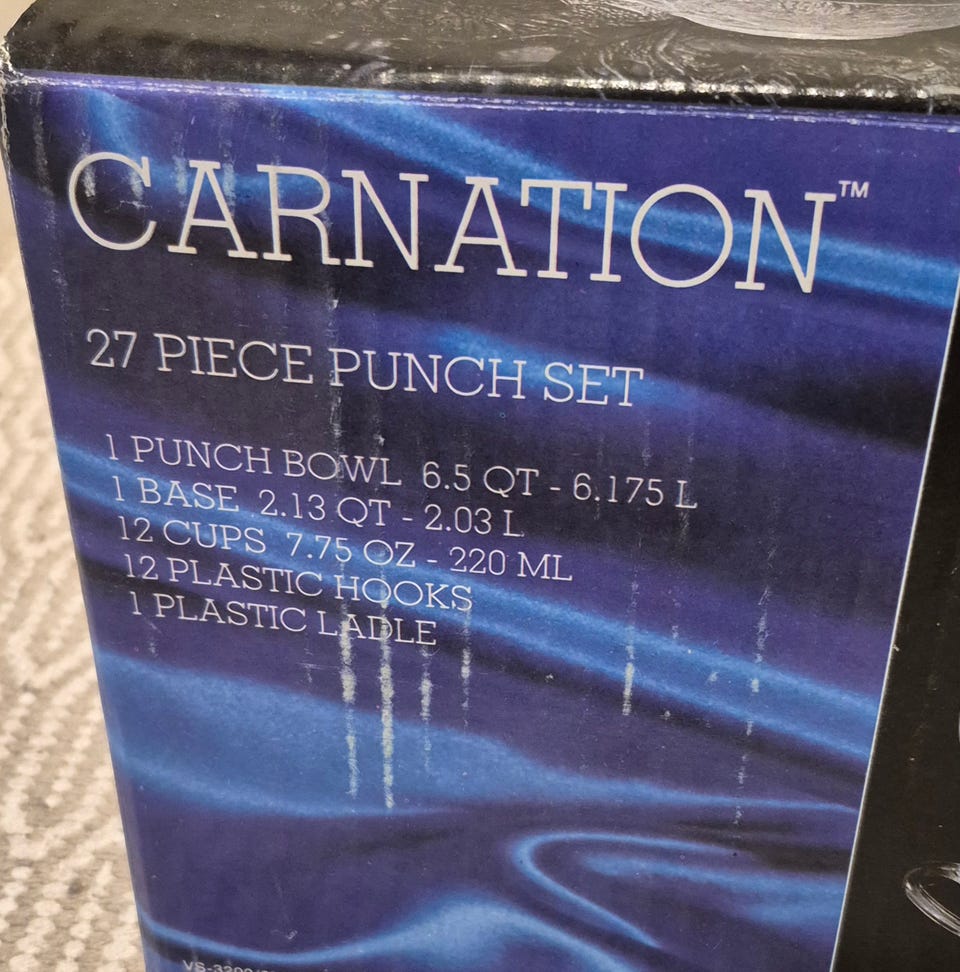 CARNATION™
27 PIECE PUNCH SET
1 PUNCH BOWL 6.5 QT - 6.175 L
1 BASE 2.13 QT - 2.03 L
12 CUPS 7.75 OZ - 220 ML
12 PLASTIC HOOKS
1 PLASTIC LADLE